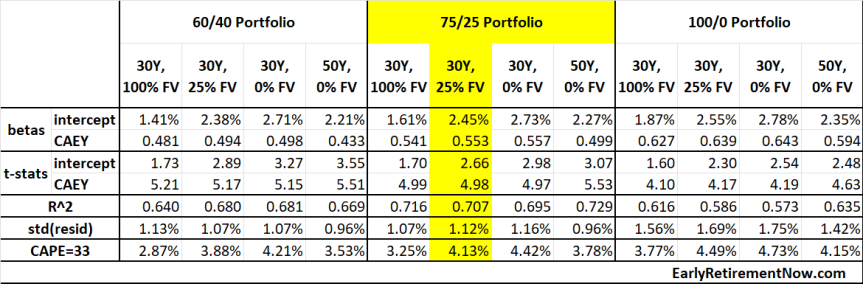 60/40 Portfolio 75/25 Portfolio 100/0 Portfolio
30Y, 30Y, 30Y, 50Y, 30Y, 30Y, 30Y, 50Y, 30Y, 30Y, 30Y, 50Y,
100% FV 25% FV 0% FV 0% FV 100% FV 25% FV 0% FV 0% FV 100% FV 25% FV 0% FV 0% FV
betas intercept 1.41% 2.38% 2.71% 2.21% 1.61% 2.45% 2.73% 2.27% 1.87% 2.55% 2.78% 2.35%
CAEY 0.481 0.494 0.498 0.433 0.541 0.553 0.557 0.499 0.627 0.639 0.643 0.594
t-stats intercept 1.73 2.89 3.27 3.55 1.70 2.66 2.98 3.07 1.60 2.30 2.54 2.48
CAEY 5.21 5.17 5.15 5.51 4.99 4.98 4.97 5.53 4.10 4.17 4.19 4.63
R^2 0.640 0.680 0.681 0.669 0.716 0.707 0.695 0.729 0.616 0.586 0.573 0.635
std(resid) 1.13% 1.07% 1.07% 0.96% 1.07% 1.12% 1.16% 0.96% 1.56% 1.69% 1.75% 1.42%
CAPE=33 2.87% 3.88% 4.21% 3.53% 3.25% 4.13% 4.42% 3.78% 3.77% 4.49% 4.73% 4.15%
EarlyRetirementNow.com